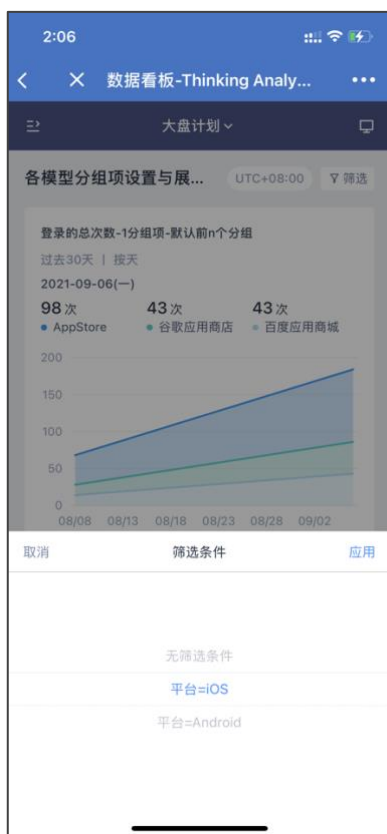 2:06
数据看板-Thinking Analy...
大盘计划
各模型分组项设置与展... UTC+08:00 筛选
登录的总次数-1分组项-默认前n个分组
过去30天 | 按天
2021-09-06(一)
98次 43次 43次
AppStore 谷歌应用商店 百度应用商城
200
150
100
50
0
08/08 08/13 08/18 08/23 08/28 09/02
取消 筛选条件 应用
无筛选条件
平台=iOS
平台=Android